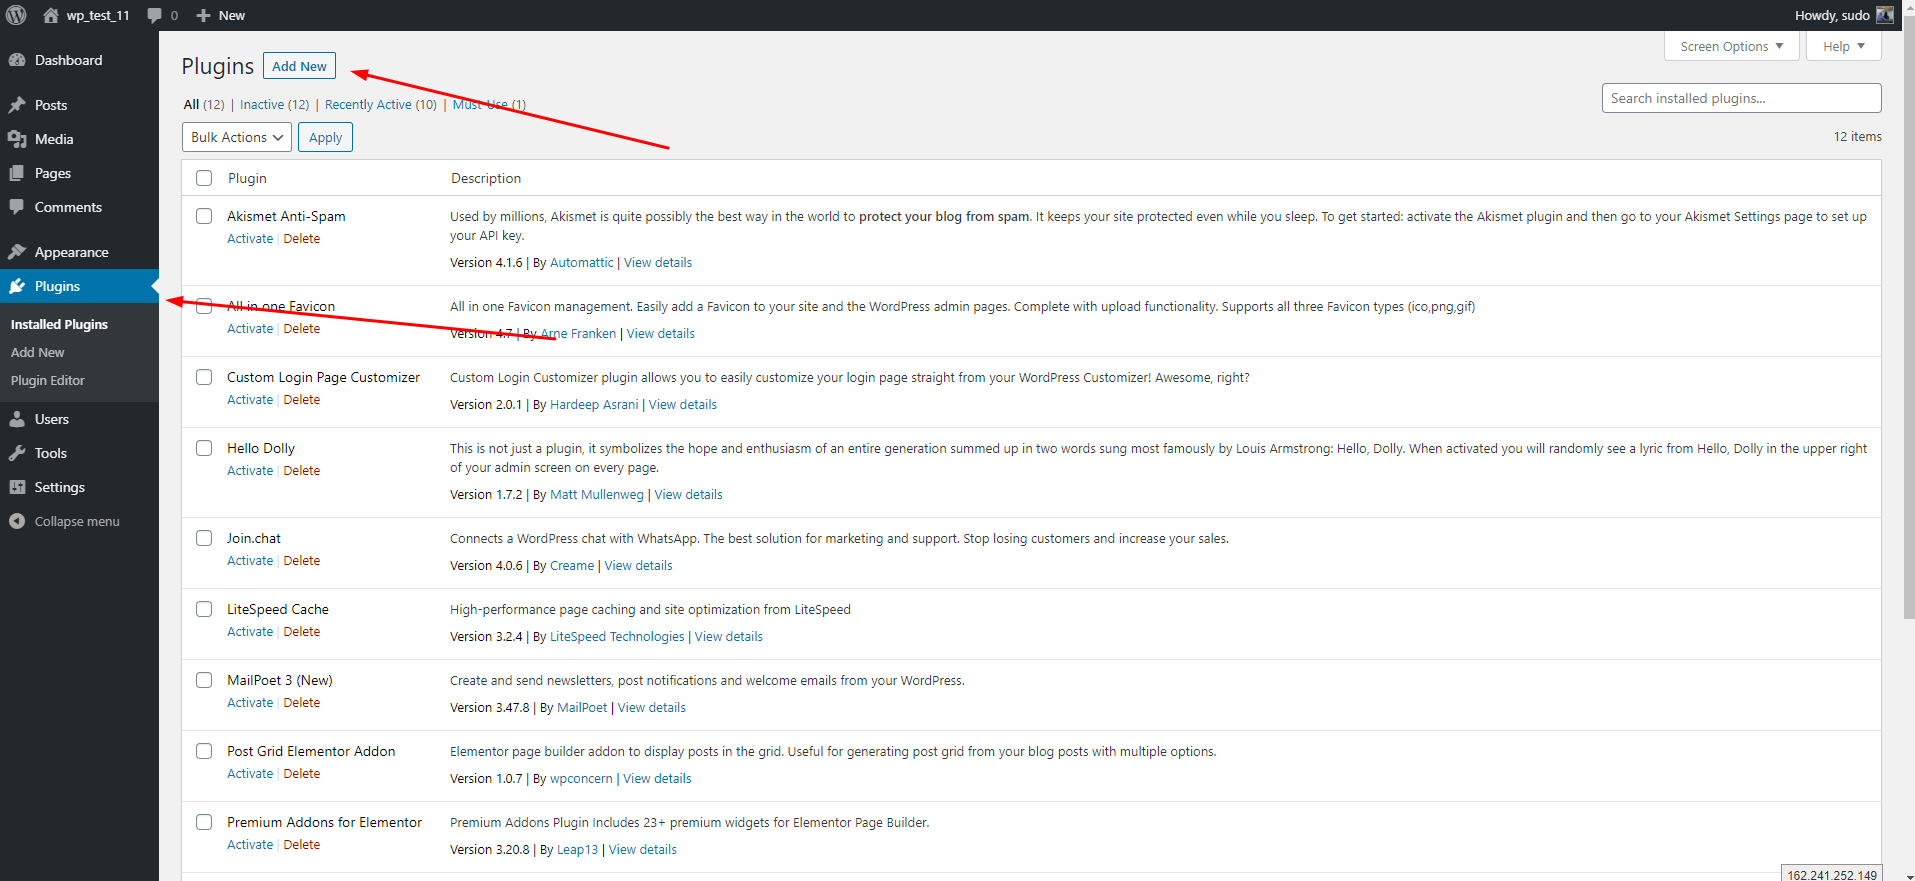 wp_test_11 0 New Howdy, sudo
Dashboard
Posts
Media
Pages
Comments
Appearance
Plugins
Installed Plugins
Add New
Plugin Editor
Users
Tools
Settings
Collapse menu
Screen Options Help
Plugins Add New
All (12) | Inactive (12) | Recently Active (10) | Must-Use (1)
Search installed plugins...
Bulk Actions Apply
12 items
Plugin Description
Akismet Anti-Spam
Activate | Delete
Used by millions, Akismet is quite possibly the best way in the world to protect your blog from spam. It keeps your site protected even while you sleep. To get started: activate the Akismet plugin and then go to your Akismet Settings page to set up
your API key.
Version 4.1.6 | By Automattic | View details
All in one Favicon
Activate | Delete
All in one Favicon management. Easily add a Favicon to your site and the WordPress admin pages. Complete with upload functionality. Supports all three Favicon types (ico,png,gif)
Version 4.7 | By Arne Franken | View details
Custom Login Page Customizer
Activate | Delete
Custom Login Customizer plugin allows you to easily customize your login page straight from your WordPress Customizer! Awesome, right?
Version 2.0.1 | By Hardeep Asrani | View details
Hello Dolly
Activate | Delete
This is not just a plugin, it symbolizes the hope and enthusiasm of an entire generation summed up in two words sung most famously by Louis Armstrong: Hello, Dolly. When activated you will randomly see a lyric from Hello, Dolly in the upper right
of your admin screen on every page.
Version 1.7.2 | By Matt Mullenweg | View details
Join.chat
Activate | Delete
Connects a WordPress chat with WhatsApp. The best solution for marketing and support. Stop losing customers and increase your sales.
Version 4.0.6 | By Creame | View details
LiteSpeed Cache
Activate | Delete
High-performance page caching and site optimization from LiteSpeed
Version 3.2.4 | By LiteSpeed Technologies | View details
MailPoet 3 (New)
Activate | Delete
Create and send newsletters, post notifications and welcome emails from your WordPress.
Version 3.47.8 | By MailPoet | View details
Post Grid Elementor Addon
Activate | Delete
Elementor page builder addon to display posts in the grid. Useful for generating post grid from your blog posts with multiple options.
Version 1.0.7 | By wpconcern | View details
Premium Addons for Elementor
Activate | Delete
Premium Addons Plugin Includes 23+ premium widgets for Elementor Page Builder.
Version 3.20.8 | By Leap13 | View details
162.241.252.149